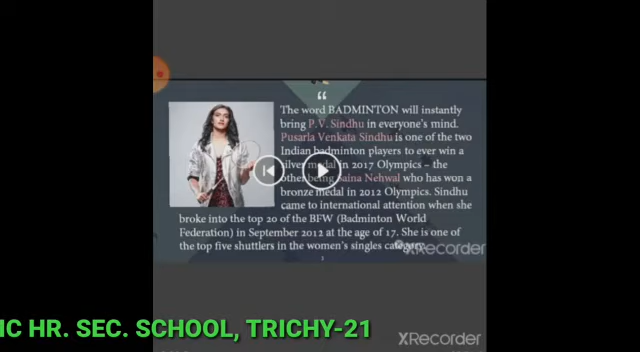 “
The word BADMINTON will instantly
bring P.V. Sindhu in everyone's mind.
Pusarla Venkata Sindhu is one of the two
Indian badminton players to ever win a
silver medal in 2017 Olympics – the
other being Saina Nehwal who has won a
bronze medal in 2012 Olympics. Sindhu
came to international attention when she
broke into the top 20 of the BFW (Badminton World
Federation) in September 2012 at the age of 17. She is one of
the top five shuttlers in the women's singles category.
XRecorder
IC HR. SEC. SCHOOL, TRICHY-21
XRecorder